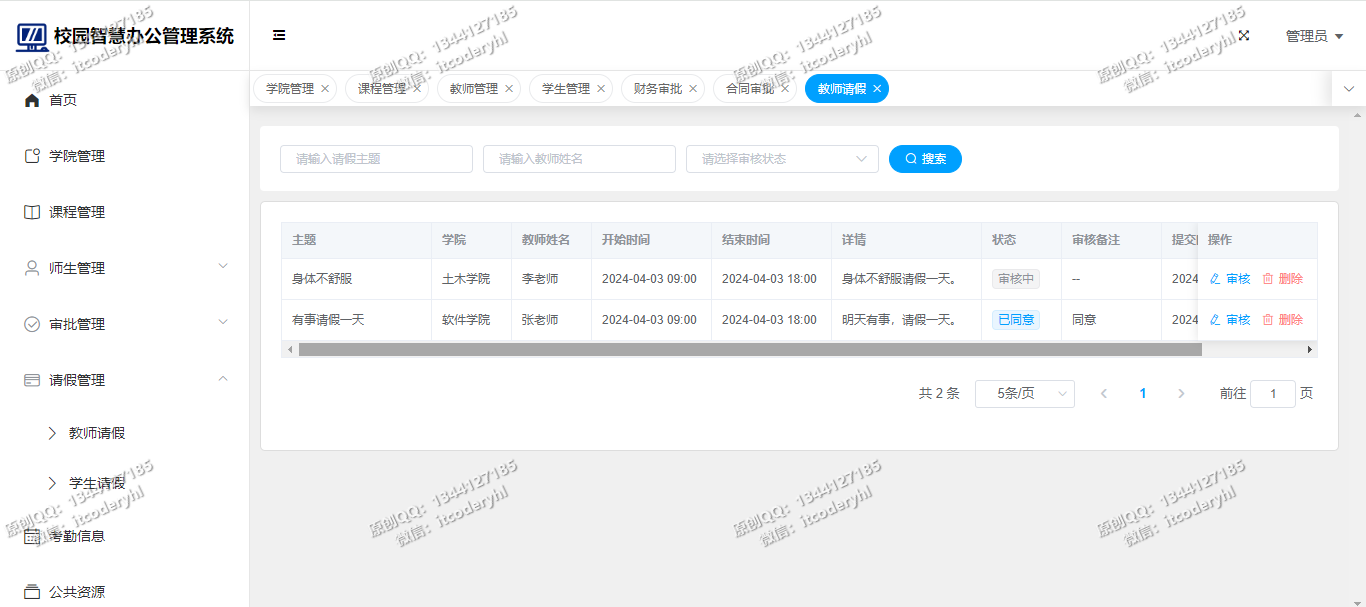 校园智慧办公管理系统
管理员
首页
学院管理
课程管理
师生管理
审批管理
请假管理
教师请假
学生请假
考勤信息
公共资源
学院管理 课程管理 教师管理 学生管理 财务审批 合同审批 教师请假
请输入请假主题 请输入教师姓名 请选择审核状态 搜索
主题 学院 教师姓名 开始时间 结束时间 详情 状态 审核备注 提交 操作
身体不舒服 土木学院 李老师 2024-04-03 09:00 2024-04-03 18:00 身体不舒服请假一天。 审核中 -- 2024 审核 删除
有事请假一天 软件学院 张老师 2024-04-03 09:00 2024-04-03 18:00 明天有事，请假一天。 已同意 同意 2024 审核 删除
共 2 条 5条/页 1 前往 1 页
原创QQ：1344127185
微信：itcoderyhl
原创QQ：1344127185
微信：itcoderyhl
原创QQ：1344127185
微信：itcoderyhl
原创QQ：1344127185
微信：itcoderyhl
原创QQ：1344127185
微信：itcoderyhl
原创QQ：1344127185
微信：itcoderyhl
原创QQ：1344127185
微信：itcoderyhl
原创QQ：1344127185
微信：itcoderyhl